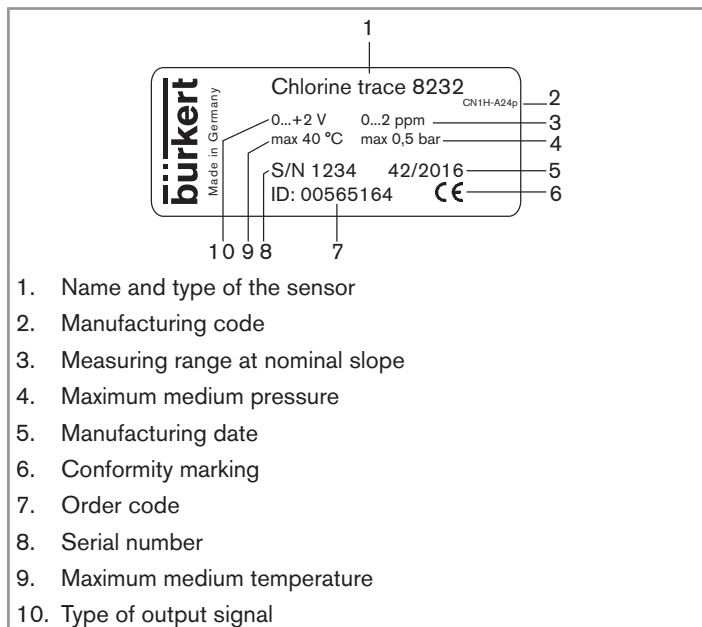 1
Chlorine trace 8232
CN1H-A24p 2
0...+2 V 0...2 ppm 3
max 40 °C max 0,5 bar 4
S/N 1234 42/2016 5
ID: 00565164 CE 6
bürkert
Made in Germany
10 9 8 7
1. Name and type of the sensor
2. Manufacturing code
3. Measuring range at nominal slope
4. Maximum medium pressure
5. Manufacturing date
6. Conformity marking
7. Order code
8. Serial number
9. Maximum medium temperature
10. Type of output signal